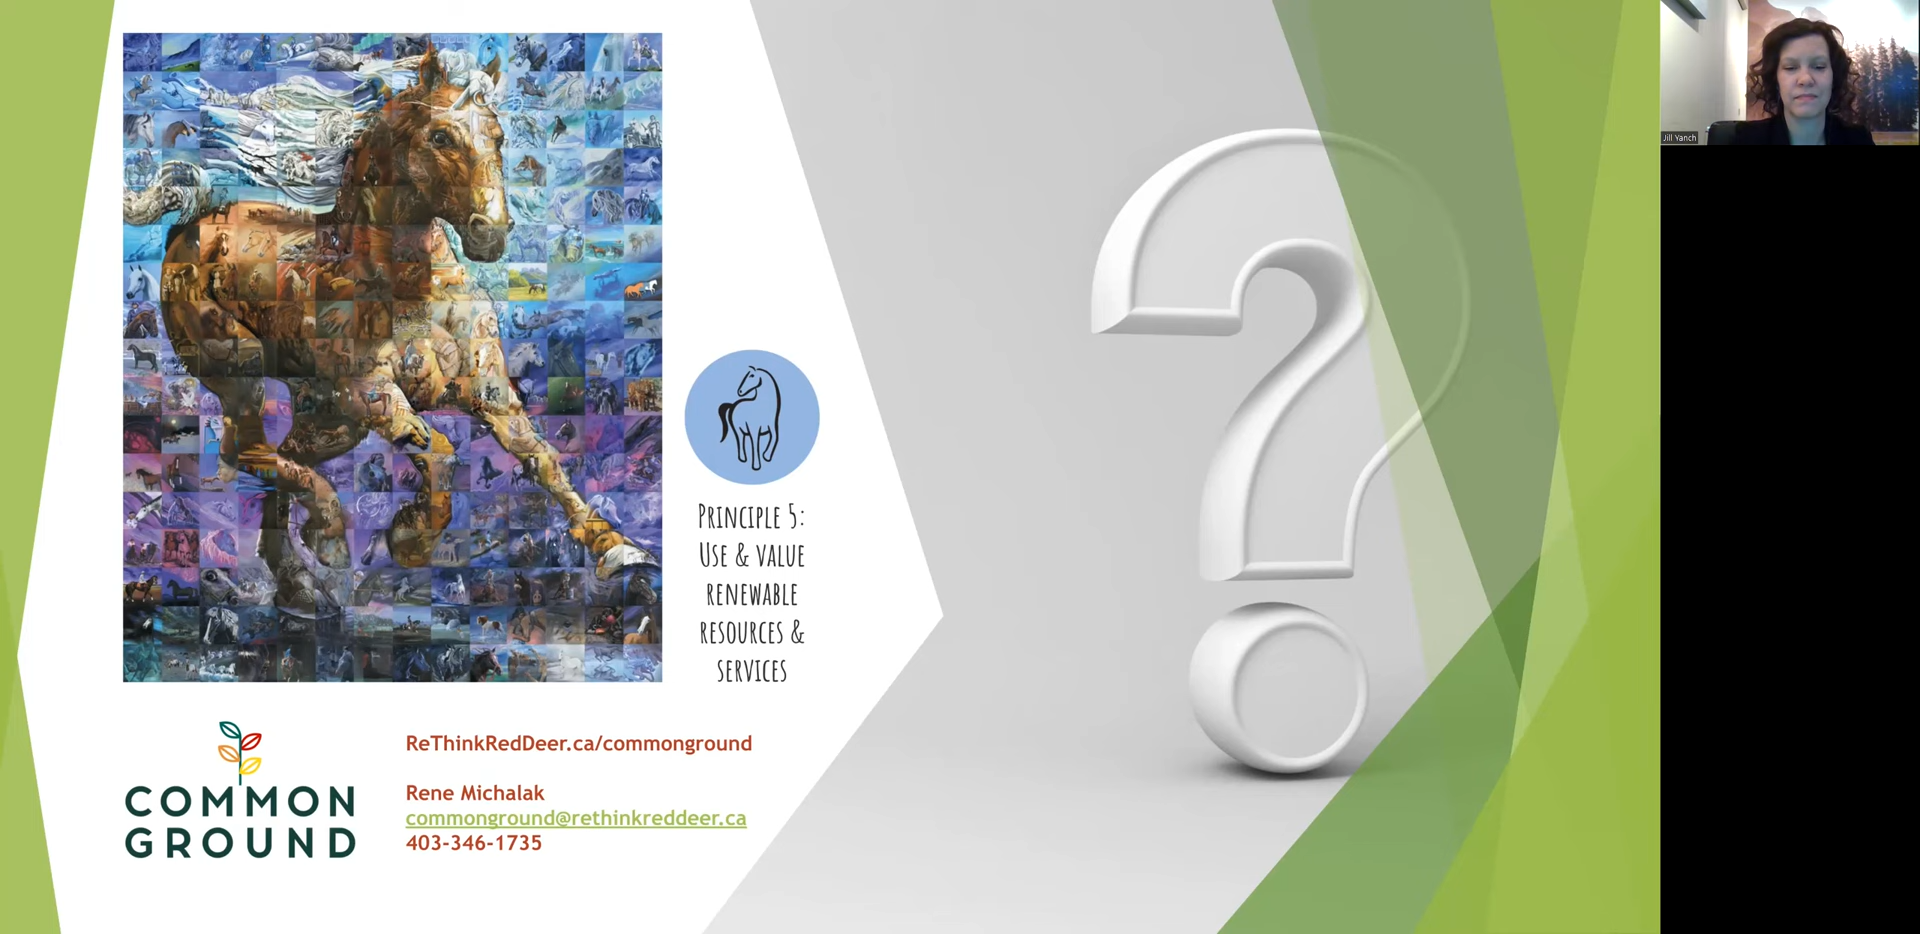 PRINCIPLE 5:
USE & VALUE
RENEWABLE
RESOURCES &
SERVICES
COMMON
GROUND
ReThinkRedDeer.ca/commonground
Rene Michalak
commonground@rethinkreddeer.ca
403-346-1735
Jill Yanch